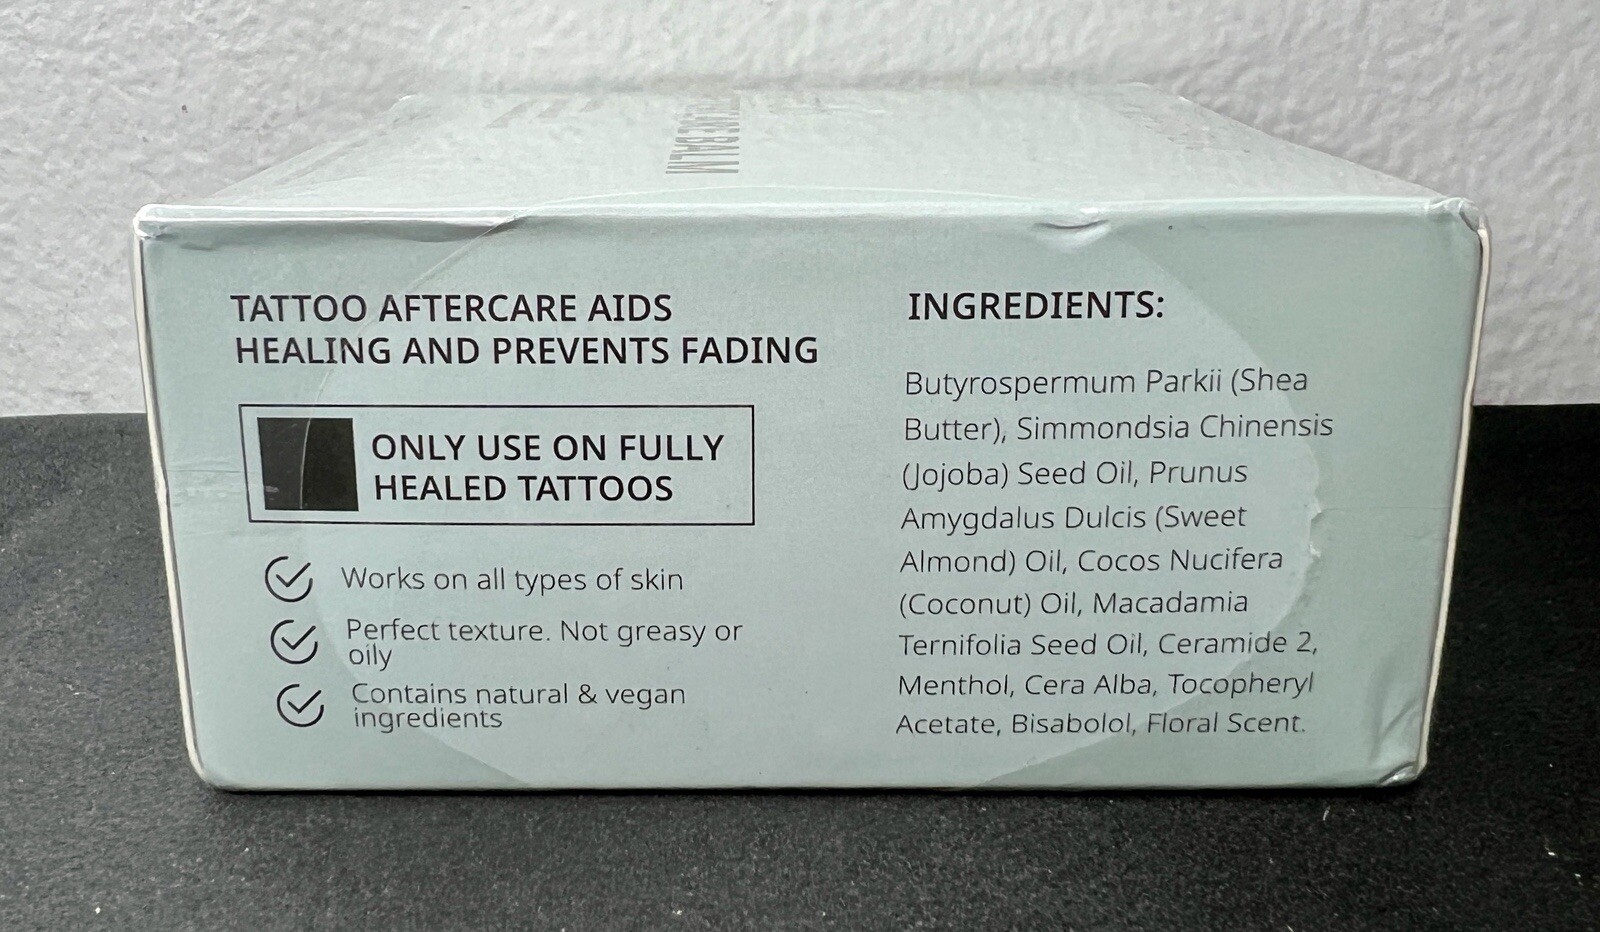 BALM
TATTOO AFTERCARE AIDS
HEALING AND PREVENTS FADING
ONLY USE ON FULLY
HEALED TATTOOS
Works on all types of skin
Perfect texture. Not greasy or
oily
Contains natural & vegan
ingredients
INGREDIENTS:
Butyrospermum Parkii (Shea
Butter), Simmondsia Chinensis
(Jojoba) Seed Oil, Prunus
Amygdalus Dulcis (Sweet
Almond) Oil, Cocos Nucifera
(Coconut) Oil, Macadamia
Ternifolia Seed Oil, Ceramide 2,
Menthol, Cera Alba, Tocopheryl
Acetate, Bisabolol, Floral Scent.